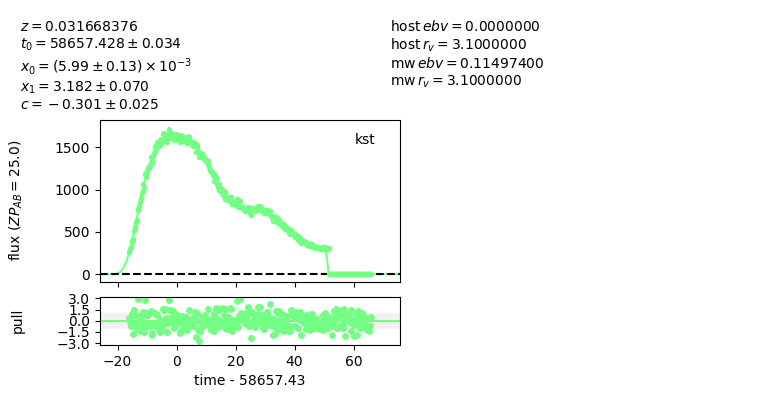 z = 0.031668376
t₀ = 58657.428 ± 0.034
x₀ = (5.99 ± 0.13) × 10⁻³
x₁ = 3.182 ± 0.070
c = −0.301 ± 0.025
host ebv = 0.0000000
host r_v = 3.1000000
mw ebv = 0.11497400
mw r_v = 3.1000000
kst
flux (ZP_AB = 25.0)
1500
1000
500
0
pull
3.0
1.5
0.0
−1.5
−3.0
−20 0 20 40 60
time - 58657.43